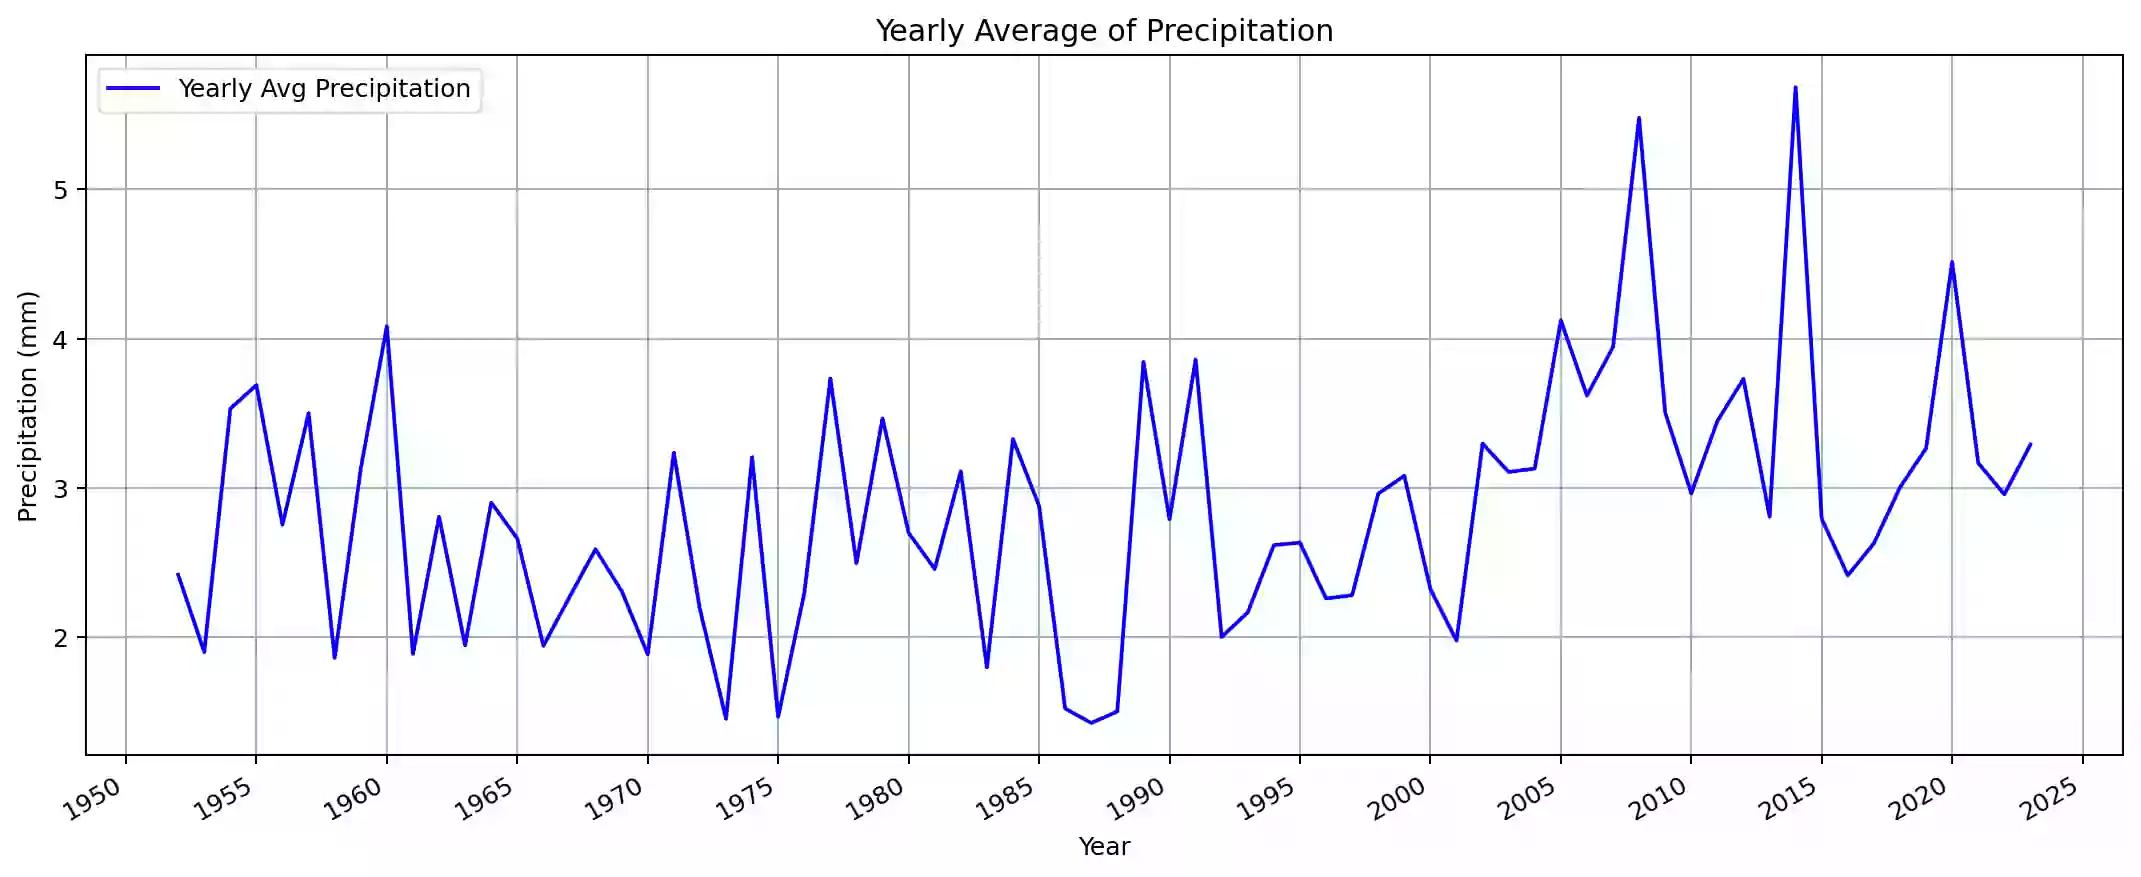 Yearly Average of Precipitation
Yearly Avg Precipitation
Precipitation (mm)
5
4
3
2
1950 1955 1960 1965 1970 1975 1980 1985 1990 1995 2000 2005 2010 2015 2020 2025
Year